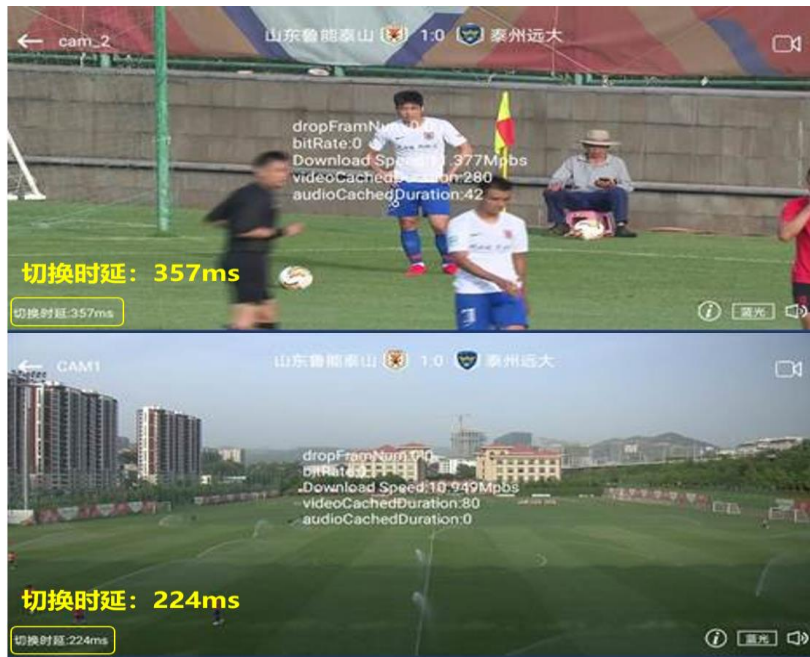 cam_2
山东鲁能泰山 1:0 泰州远大
dropFramNum:0,0
bitRate:0
Download Speed:11.377Mpbs
videoCachedDuration:280
audioCachedDuration:42
切换时延：357ms
切换时延:357ms
蓝光
CAM1
山东鲁能泰山 1:0 泰州远大
dropFramNum:0,0
bitRate:0
Download Speed:10.949Mpbs
videoCachedDuration:80
audioCachedDuration:0
切换时延：224ms
切换时延:224ms
蓝光